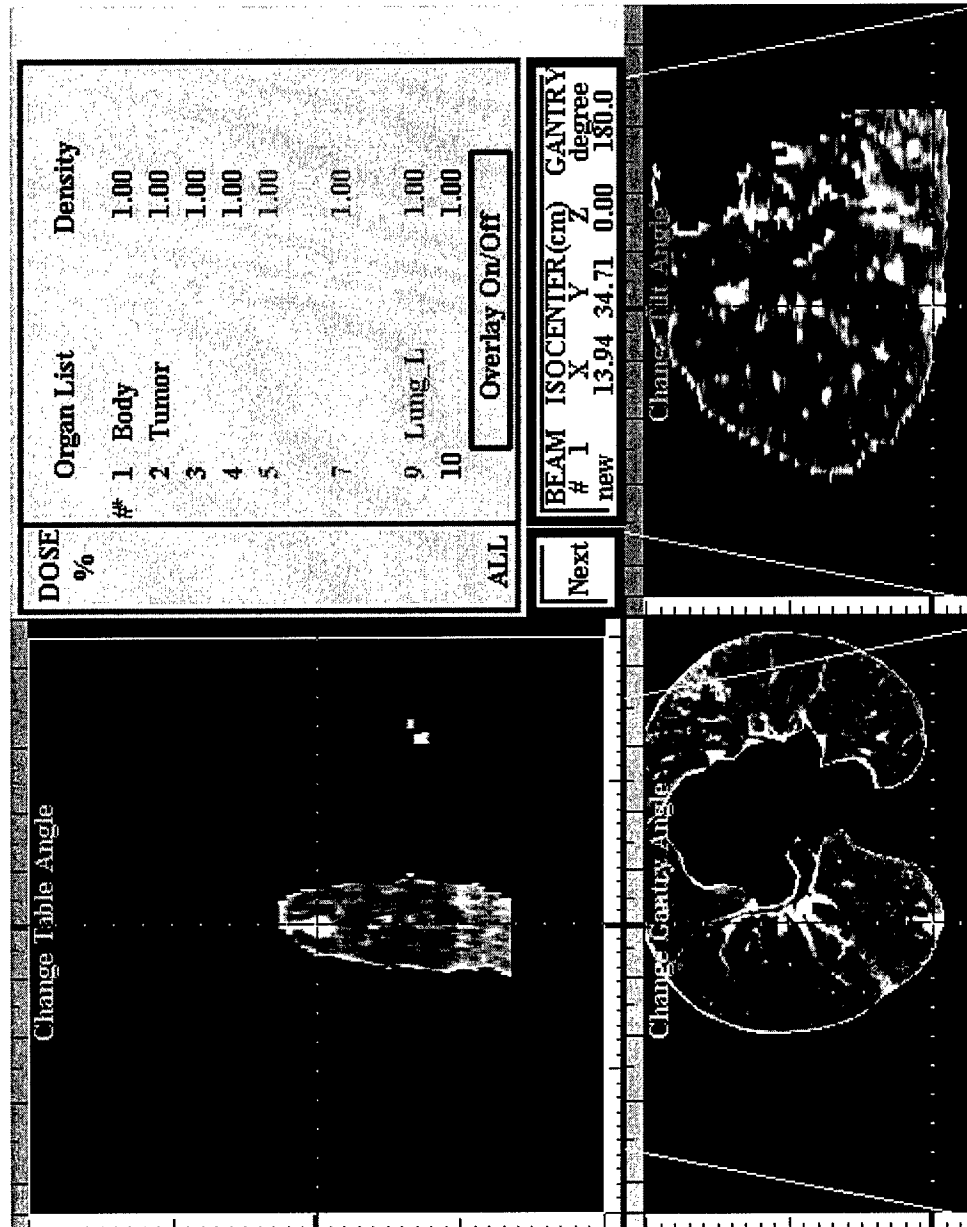 Change Table Angle
DOSE
%
ALL
Organ List Density
#* 1 Body 1.00
2 Tumor 1.00
3 1.00
4 1.00
5 1.00
7 1.00
9 Lung_L 1.00
10 1.00
Overlay On/Off
Next
BEAM ISOCENTER(cm) GANTRY
# 1 X Y Z degree
new 13.94 34.71 0.00 180.0
Change Gantry Angle
Change Tilt Angle